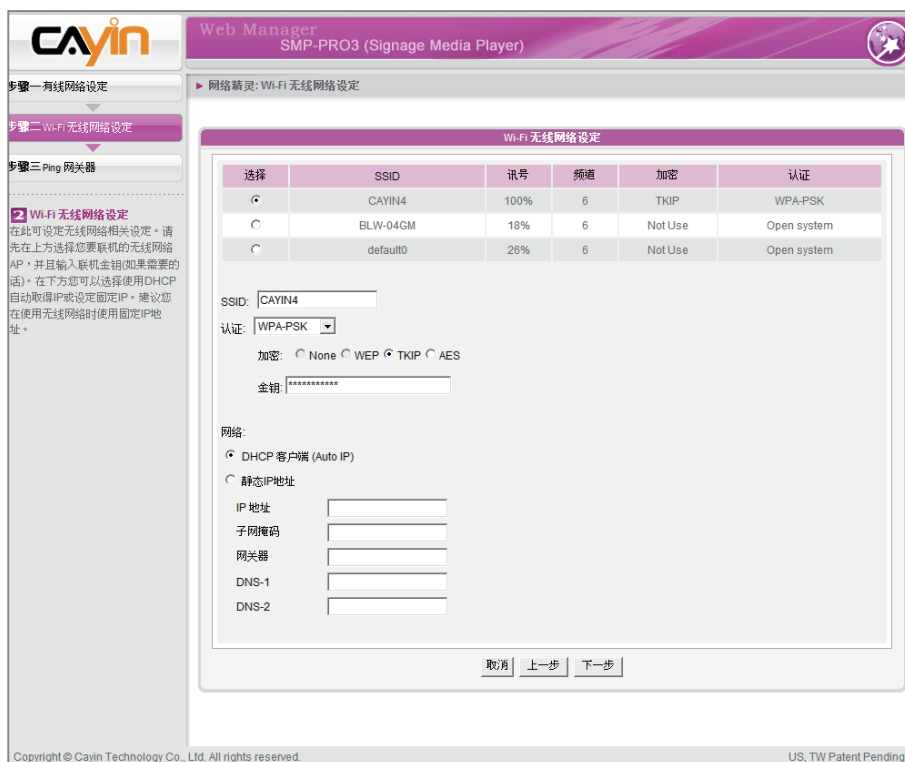 CAYIN
Web Manager
SMP-PRO3 (Signage Media Player)
步骤一有线网络设定
步骤二 Wi-Fi 无线网络设定
步骤三 Ping 网关器
2 Wi-Fi 无线网络设定
在此可设定无线网络相关设定。请
先在上方选择您要联机的无线网络
AP，并且输入联机金钥(如果需要的
话)。在下方您可以选择使用DHCP
自动取得IP或设定固定IP。建议您
在使用无线网络时使用固定IP地
址。
网络精灵: Wi-Fi 无线网络设定
Wi-Fi 无线网络设定
选择 SSID 讯号 频道 加密 认证
CAYIN4 100% 6 TKIP WPA-PSK
BLW-04GM 18% 6 Not Use Open system
default0 26% 6 Not Use Open system
SSID: CAYIN4
认证: WPA-PSK
加密: None WEP TKIP AES
金钥: ***********
网络:
DHCP 客户端 (Auto IP)
静态IP地址
IP 地址
子网掩码
网关器
DNS-1
DNS-2
取消 上一步 下一步
Copyright © Cayin Technology Co., Ltd. All rights reserved. US, TW Patent Pending